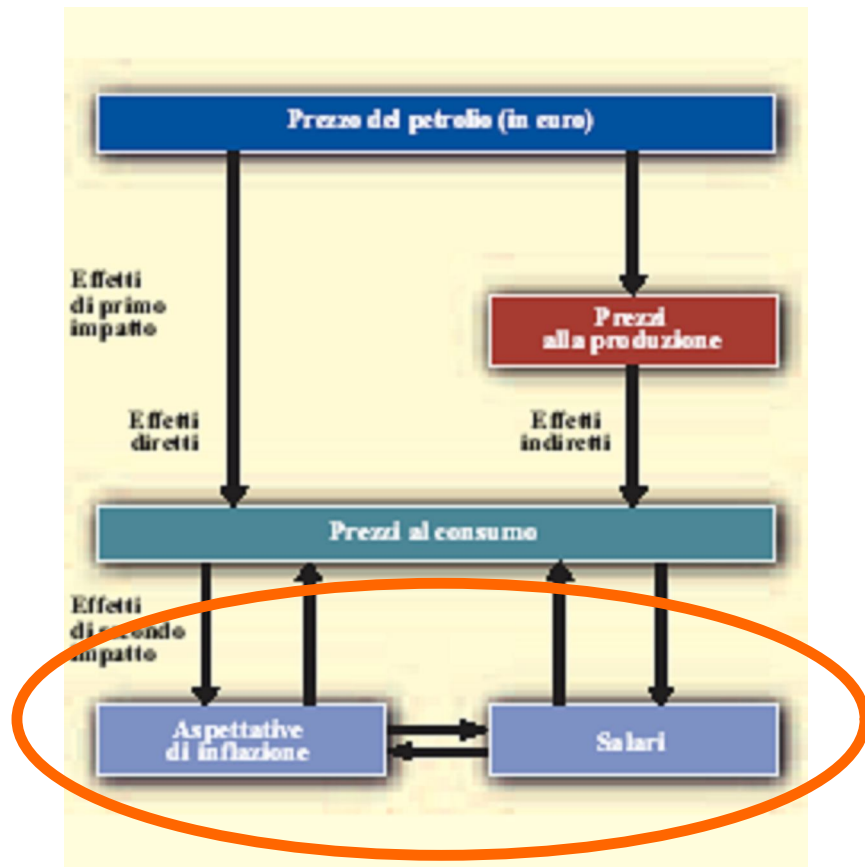 Prezzo del petrolio (in euro)
Effetti
di primo
impatto
Prezzi
alla produzione
Effetti
diretti
Effetti
indiretti
Prezzi al consumo
Effetti
di secondo
impatto
Aspettative
di inflazione
Salari